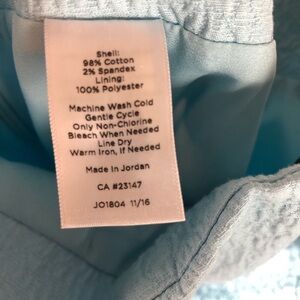 Shell:
98% Cotton
2% Spandex
Lining:
100% Polyester
Machine Wash Cold
Gentle Cycle
Only Non-Chlorine
Bleach When Needed
Line Dry
Warm Iron, If Needed
Made In Jordan
CA #23147
JO1804 11/16